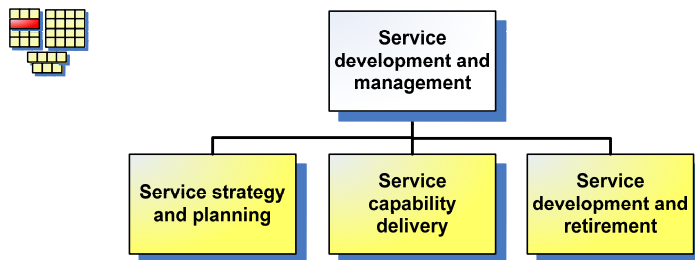 Service
development and
management
Service strategy
and planning
Service
capability
delivery
Service
development and
retirement